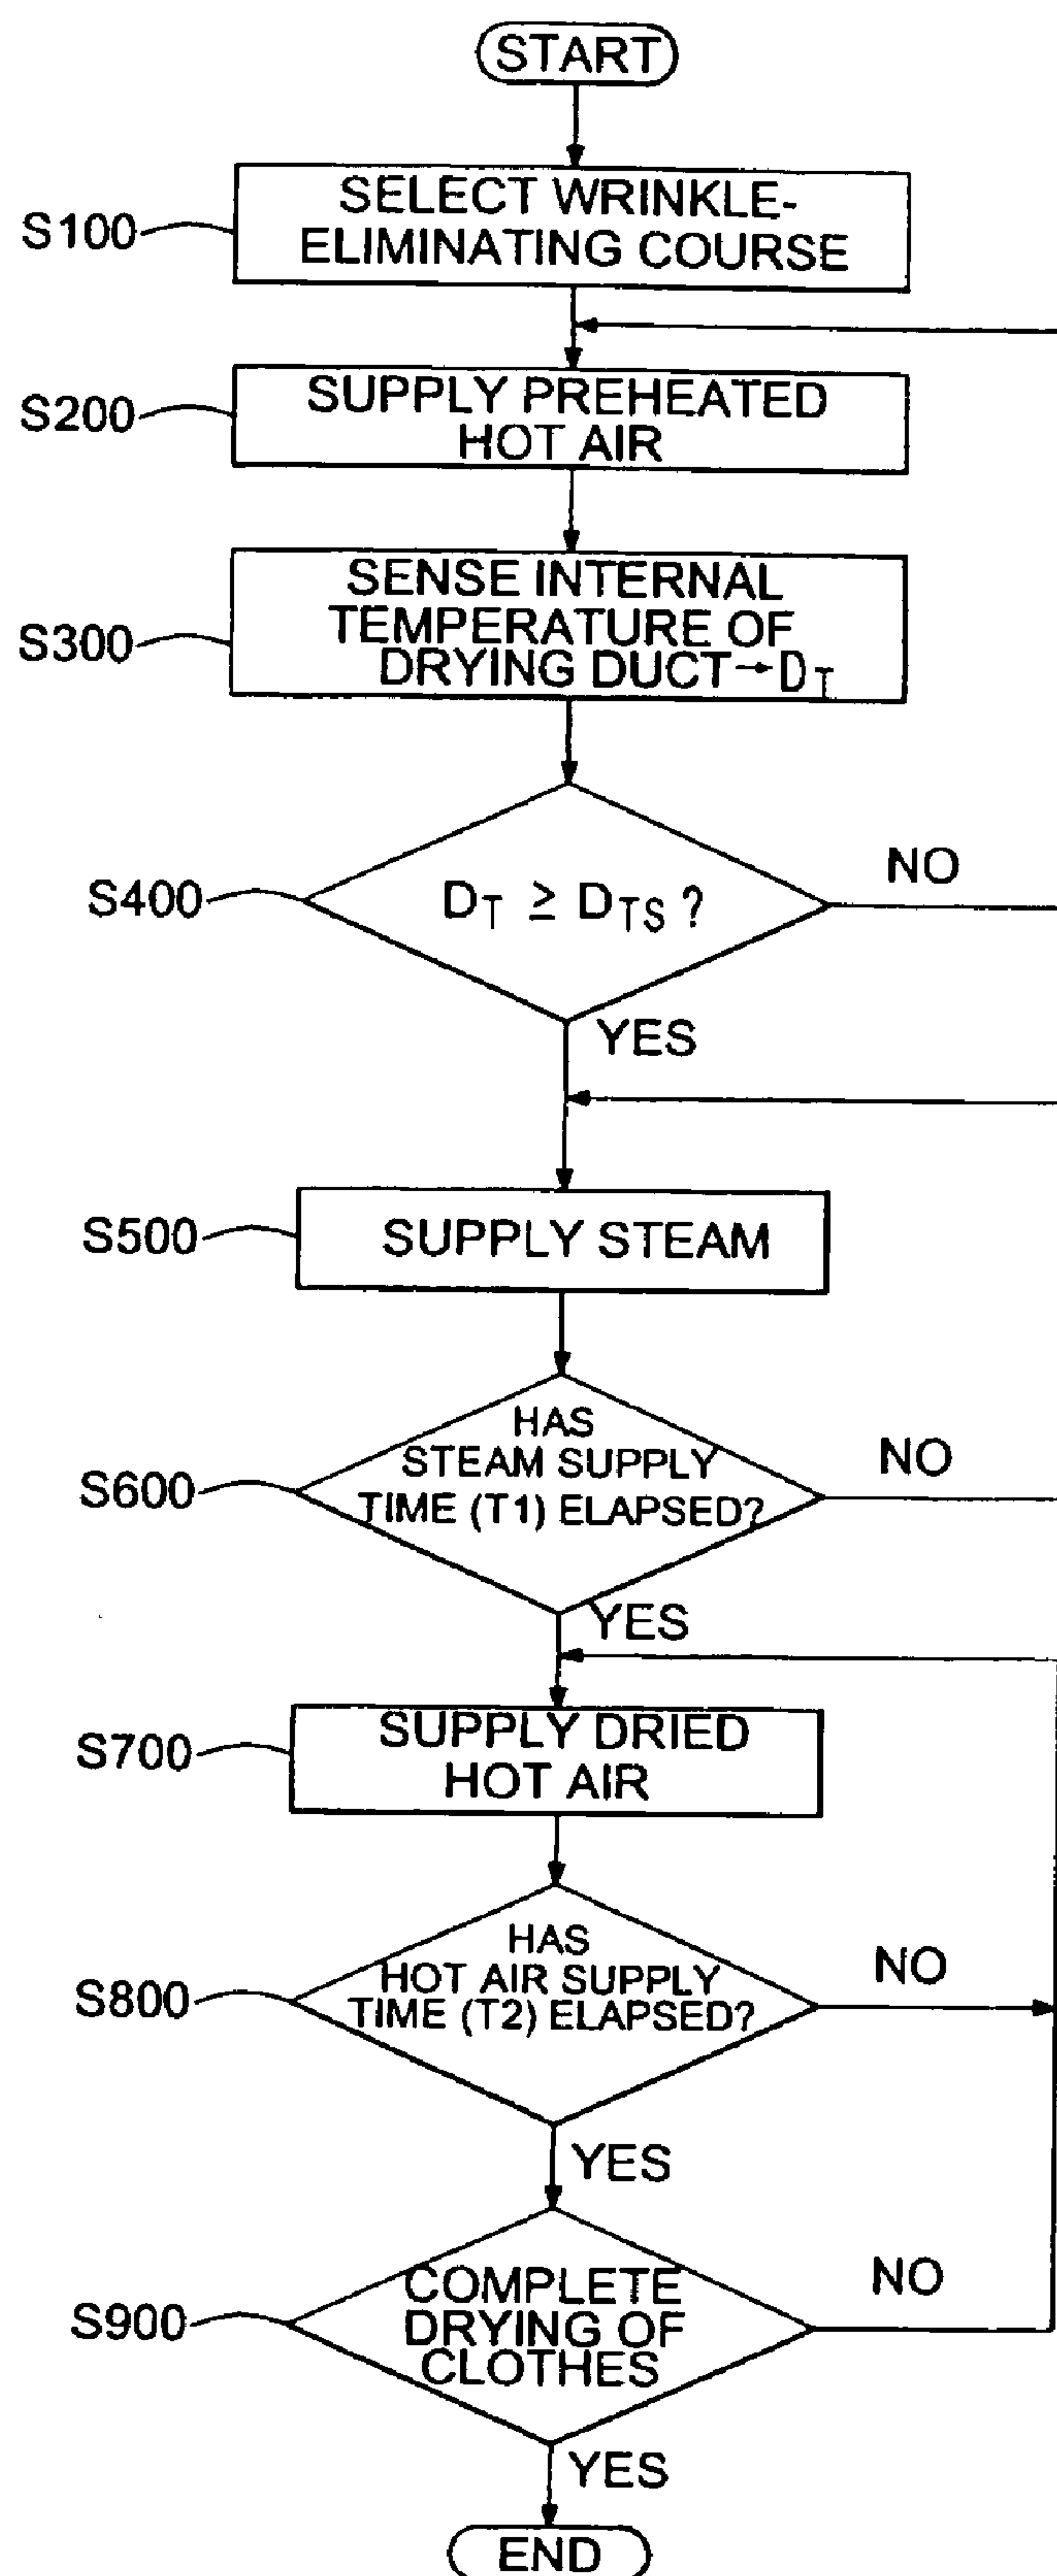 START
S100
SELECT WRINKLE-
ELIMINATING COURSE
S200
SUPPLY PREHEATED
HOT AIR
S300
SENSE INTERNAL
TEMPERATURE OF
DRYING DUCT→DT
S400
DT ≥ DTS ?
NO
YES
S500
SUPPLY STEAM
S600
HAS
STEAM SUPPLY
TIME (T1) ELAPSED?
NO
YES
S700
SUPPLY DRIED
HOT AIR
S800
HAS
HOT AIR SUPPLY
TIME (T2) ELAPSED?
NO
YES
S900
COMPLETE
DRYING OF
CLOTHES
NO
YES
END